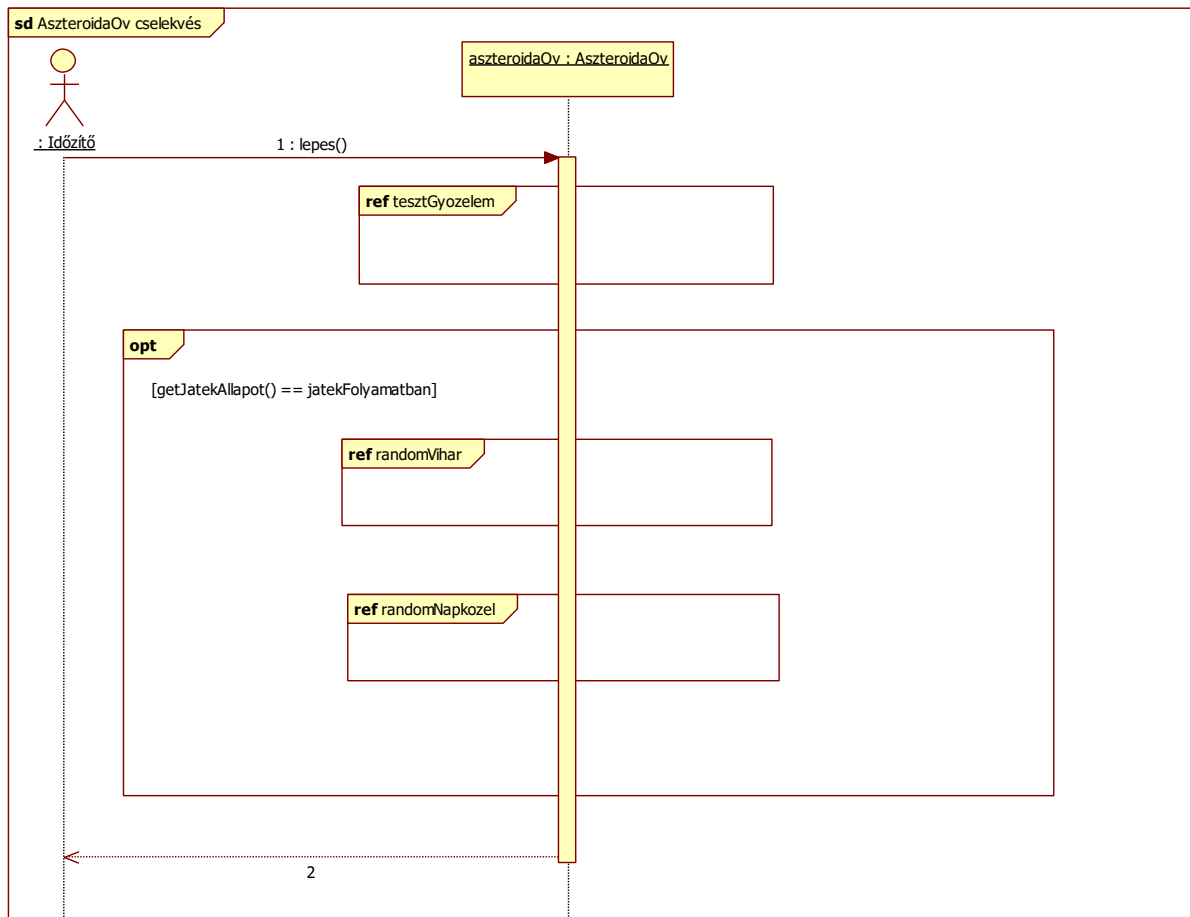 sd AszteroidaOv cselekvés
aszteroidaOv : AszteroidaOv
: Időzítő
1 : lepes()
ref tesztGyozelem
opt
[getJatekAllapot() == jatekFolyamatban]
ref randomVihar
ref randomNapkozel
2